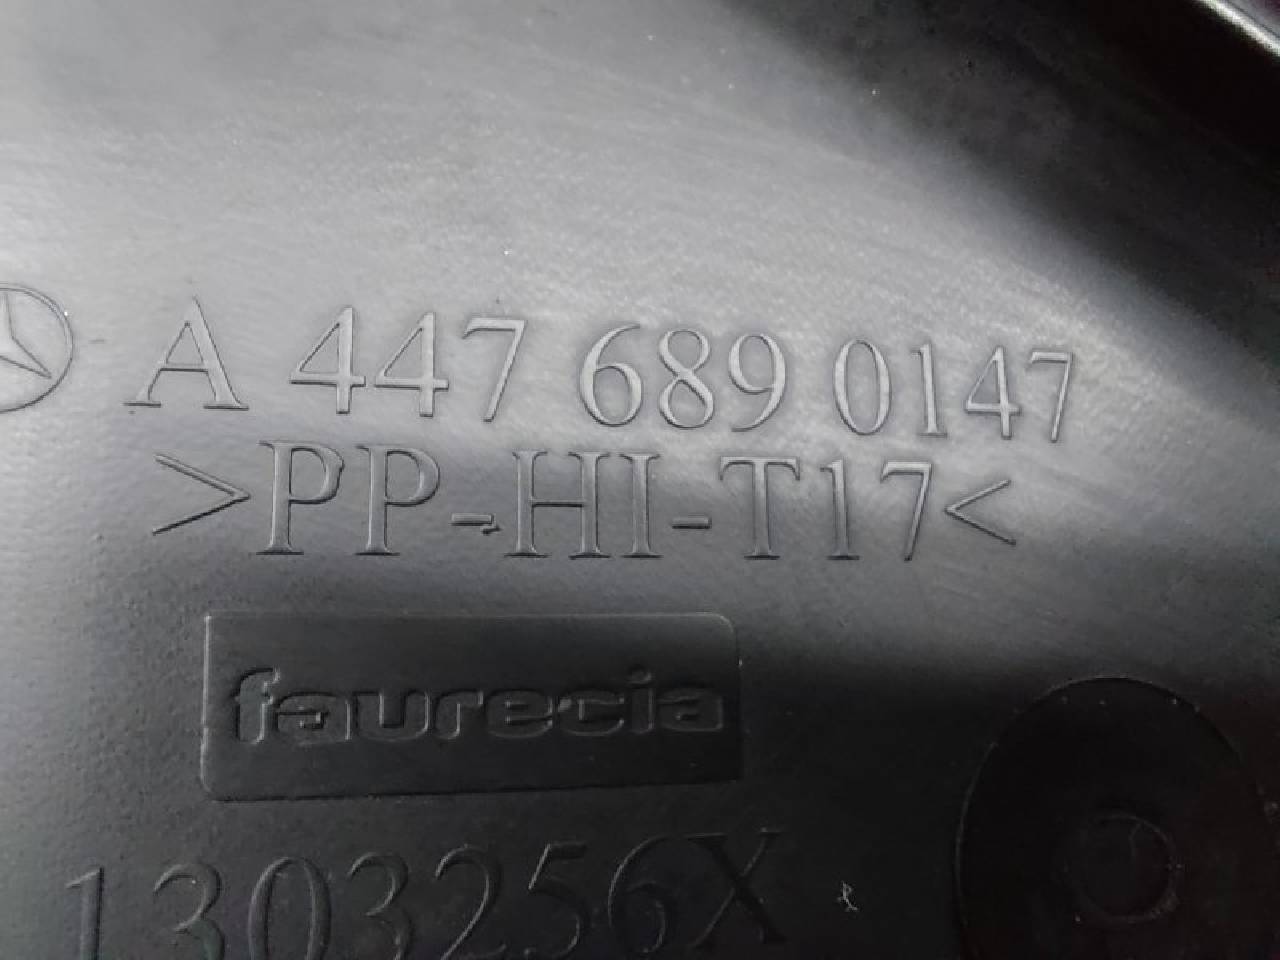 A 447 689 0147
>PP-HI-T17<
faurecia
1303256X